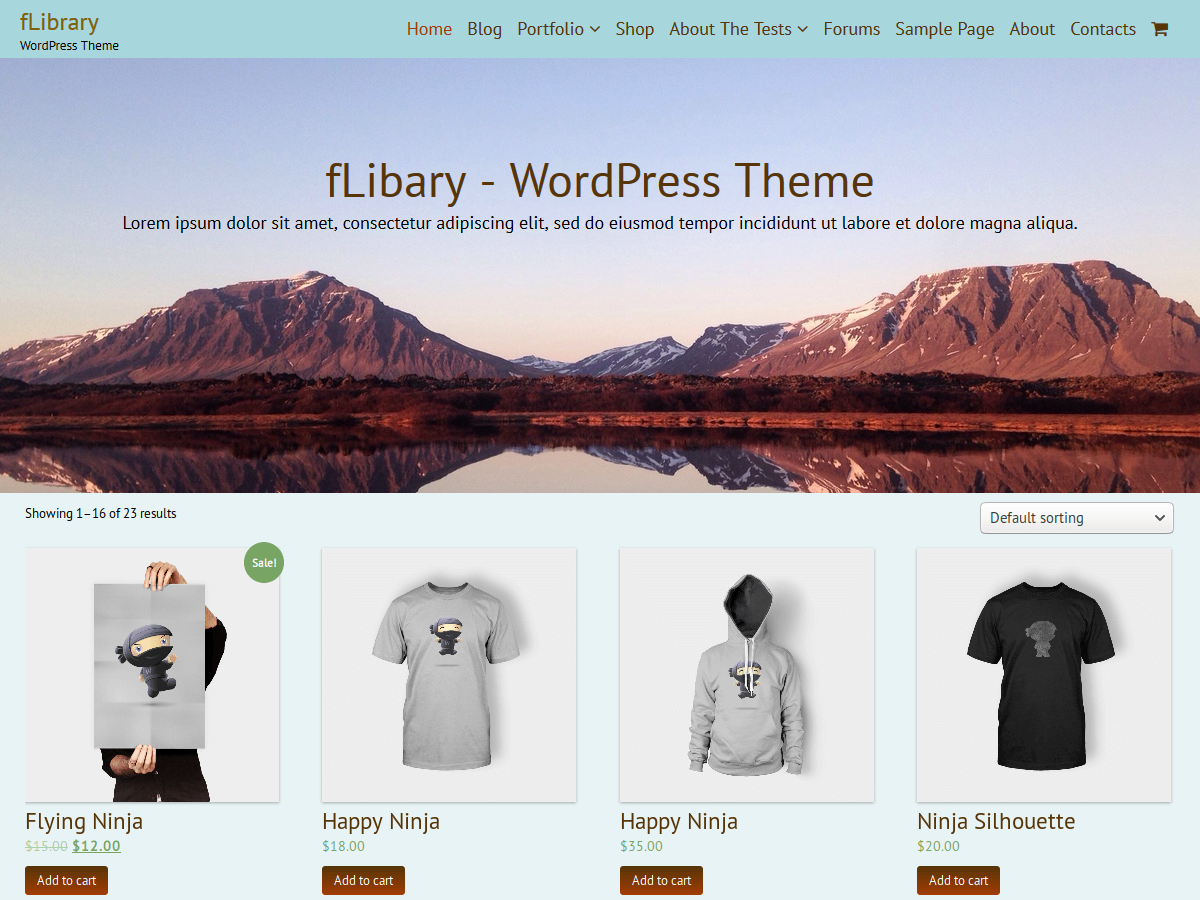 fLibrary
WordPress Theme
Home Blog Portfolio Shop About The Tests Forums Sample Page About Contacts
fLibary - WordPress Theme
Lorem ipsum dolor sit amet, consectetur adipiscing elit, sed do eiusmod tempor incididunt ut labore et dolore magna aliqua.
Showing 1–16 of 23 results
Default sorting
Sale!
Flying Ninja
$15.00 $12.00
Add to cart
Happy Ninja
$18.00
Add to cart
Happy Ninja
$35.00
Add to cart
Ninja Silhouette
$20.00
Add to cart